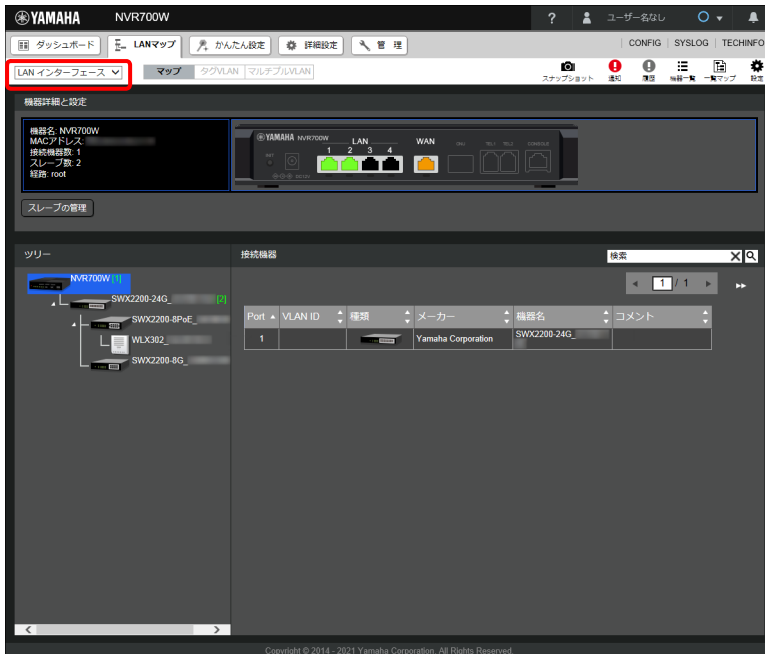 YAMAHA NVR700W ? ユーザー名なし
ダッシュボード LANマップ かんたん設定 詳細設定 管 理 CONFIG SYSLOG TECHINFO
LAN インターフェース マップ タグVLAN マルチプルVLAN スナップショット 通知 履歴 機器一覧 一覧マップ 設定
機器詳細と設定
機器名: NVR700W
MACアドレス:
接続機器数: 1
スレーブ数: 2
経路: root
YAMAHA NVR700W LAN WAN ONU TEL1 TEL2 CONSOLE
1 2 3 4
DC12V
スレーブの管理
ツリー
NVR700W [1]
SWX2200-24G_ [2]
SWX2200-8PoE_
WLX302_
SWX2200-8G_
接続機器 検索
1 / 1
Port VLAN ID 種類 メーカー 機器名 コメント
1 Yamaha Corporation SWX2200-24G_
Copyright © 2014 - 2021 Yamaha Corporation. All Rights Reserved.